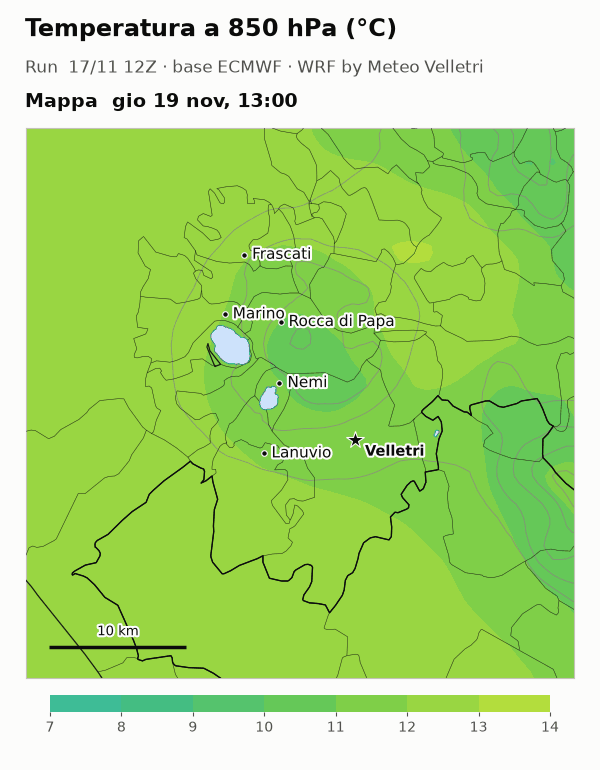 Temperatura a 850 hPa (°C)
Run  17/11 12Z · base ECMWF · WRF by Meteo Velletri
Mappa  gio 19 nov, 13:00
Frascati
Marino
Rocca di Papa
Nemi
Velletri
Lanuvio
10 km
7 8 9 10 11 12 13 14